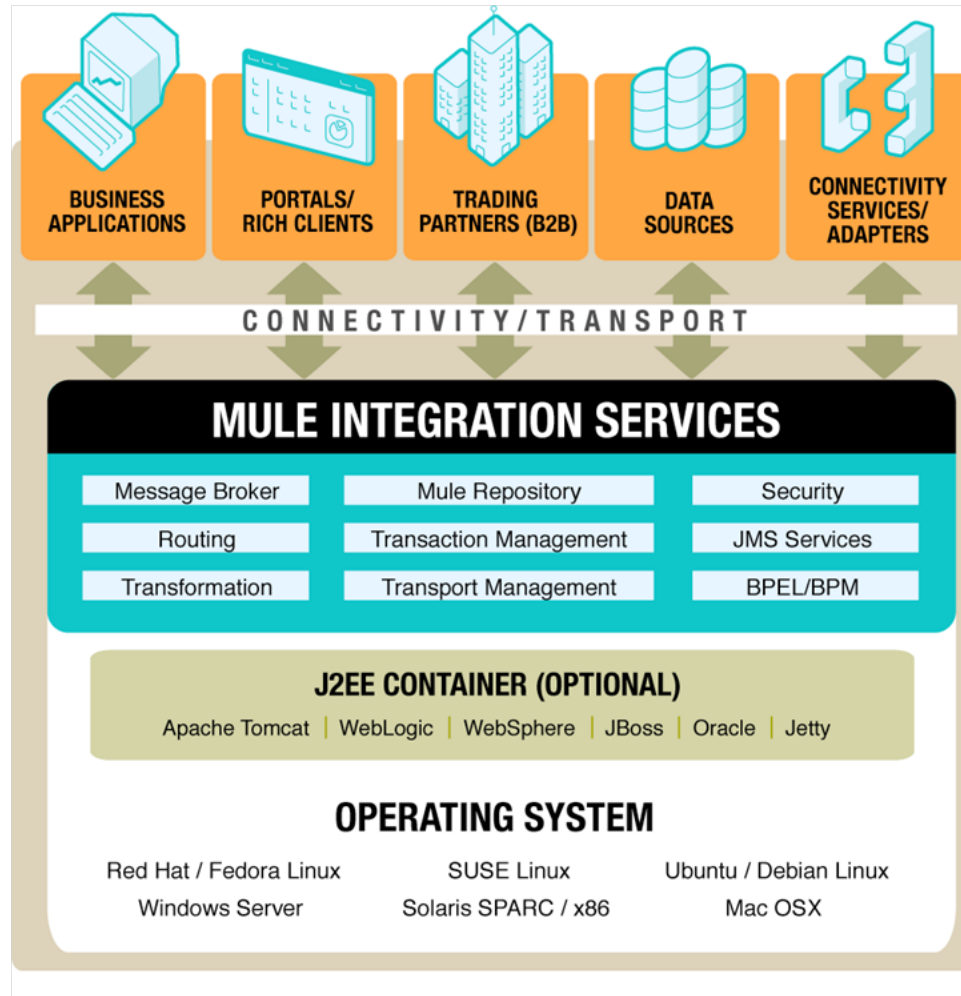 BUSINESS
APPLICATIONS
PORTALS/
RICH CLIENTS
TRADING
PARTNERS (B2B)
DATA
SOURCES
CONNECTIVITY
SERVICES/
ADAPTERS
CONNECTIVITY/TRANSPORT
MULE INTEGRATION SERVICES
Message Broker
Mule Repository
Security
Routing
Transaction Management
JMS Services
Transformation
Transport Management
BPEL/BPM
J2EE CONTAINER (OPTIONAL)
Apache Tomcat | WebLogic | WebSphere | JBoss | Oracle | Jetty
OPERATING SYSTEM
Red Hat / Fedora Linux
SUSE Linux
Ubuntu / Debian Linux
Windows Server
Solaris SPARC / x86
Mac OSX